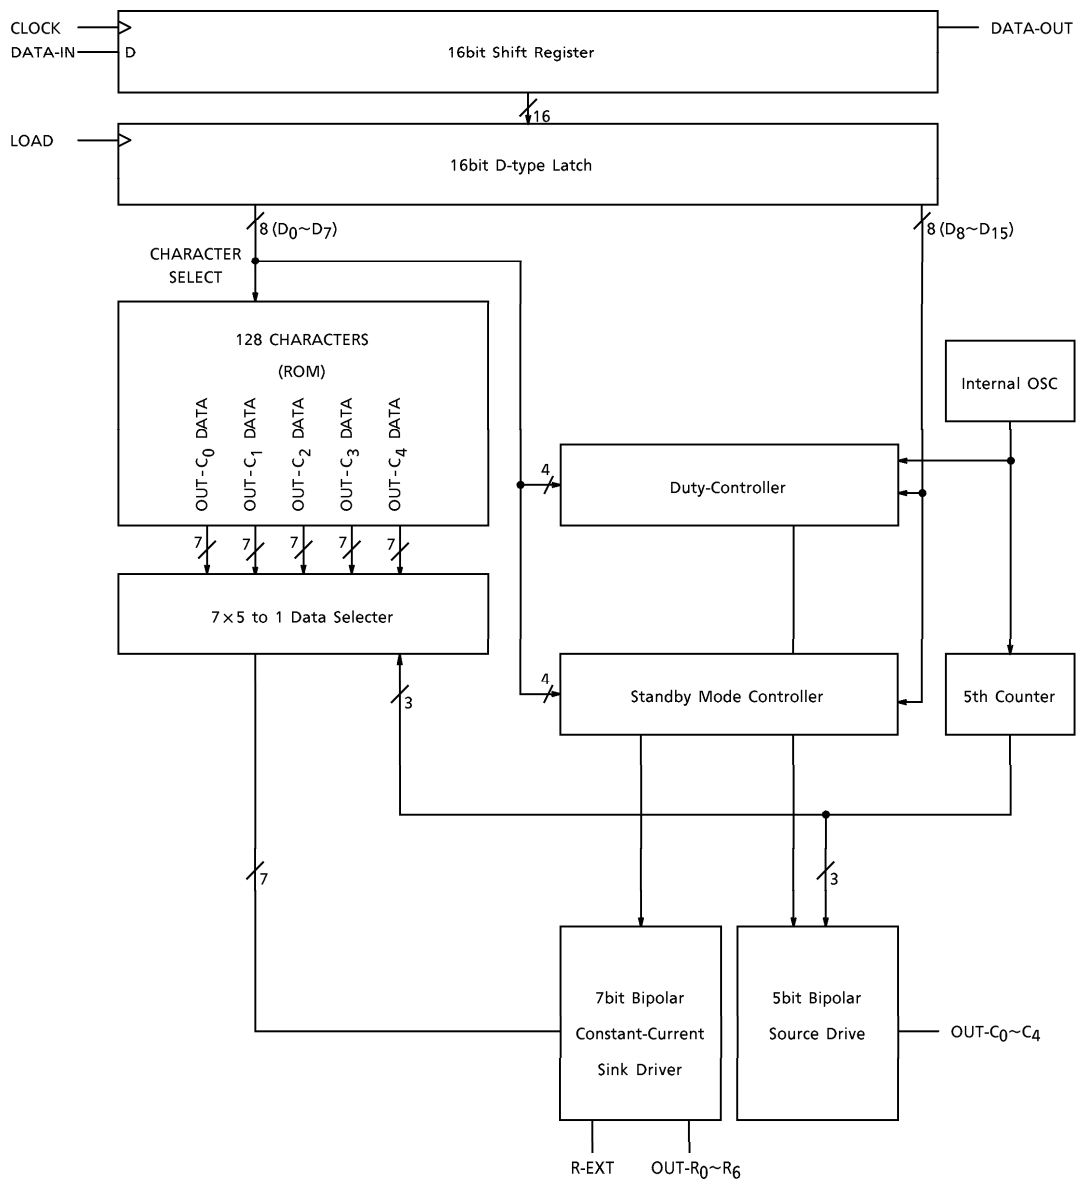 CLOCK
DATA-IN
D
16bit Shift Register
DATA-OUT
16
LOAD
16bit D-type Latch
8 (D0~D7)
8 (D8~D15)
CHARACTER
SELECT
128 CHARACTERS
(ROM)
OUT-C0 DATA
OUT-C1 DATA
OUT-C2 DATA
OUT-C3 DATA
OUT-C4 DATA
Internal OSC
4
Duty-Controller
7
7
7
7
7
7×5 to 1 Data Selecter
4
Standby Mode Controller
5th Counter
3
7
3
7bit Bipolar
Constant-Current
Sink Driver
5bit Bipolar
Source Drive
OUT-C0~C4
R-EXT
OUT-R0~R6